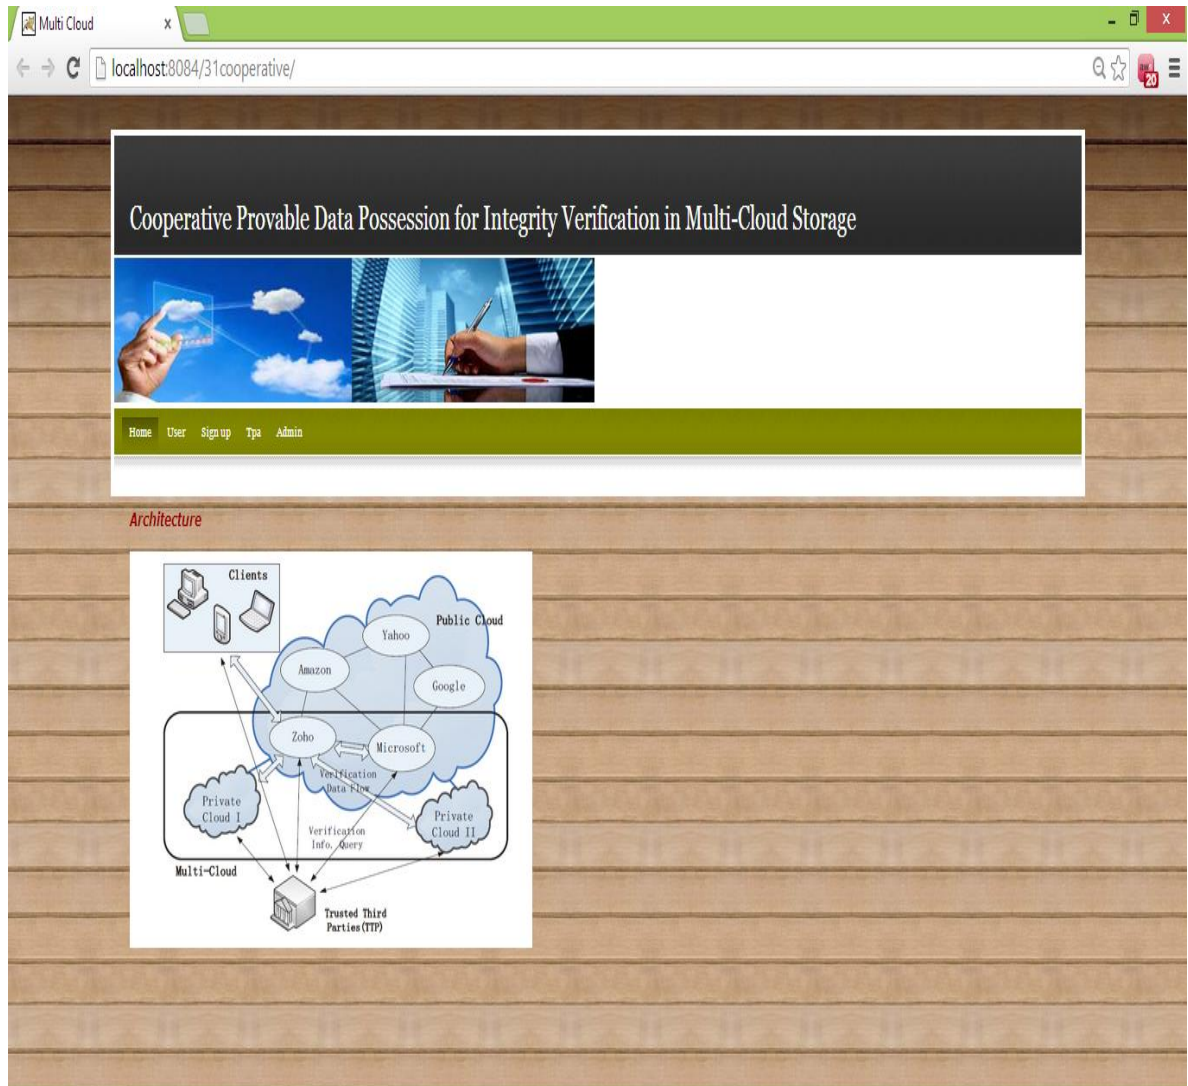 Multi Cloud
localhost:8084/31cooperative/
20
Cooperative Provable Data Possession for Integrity Verification in Multi-Cloud Storage
Home User Sign up Tpa Admin
Architecture
Clients
Public Cloud
Yahoo
Amazon
Google
Zoho
Microsoft
Verification
Data Flow
Private
Cloud I
Private
Cloud II
Verification
Info. Query
Multi-Cloud
Trusted Third
Parties(TTP)